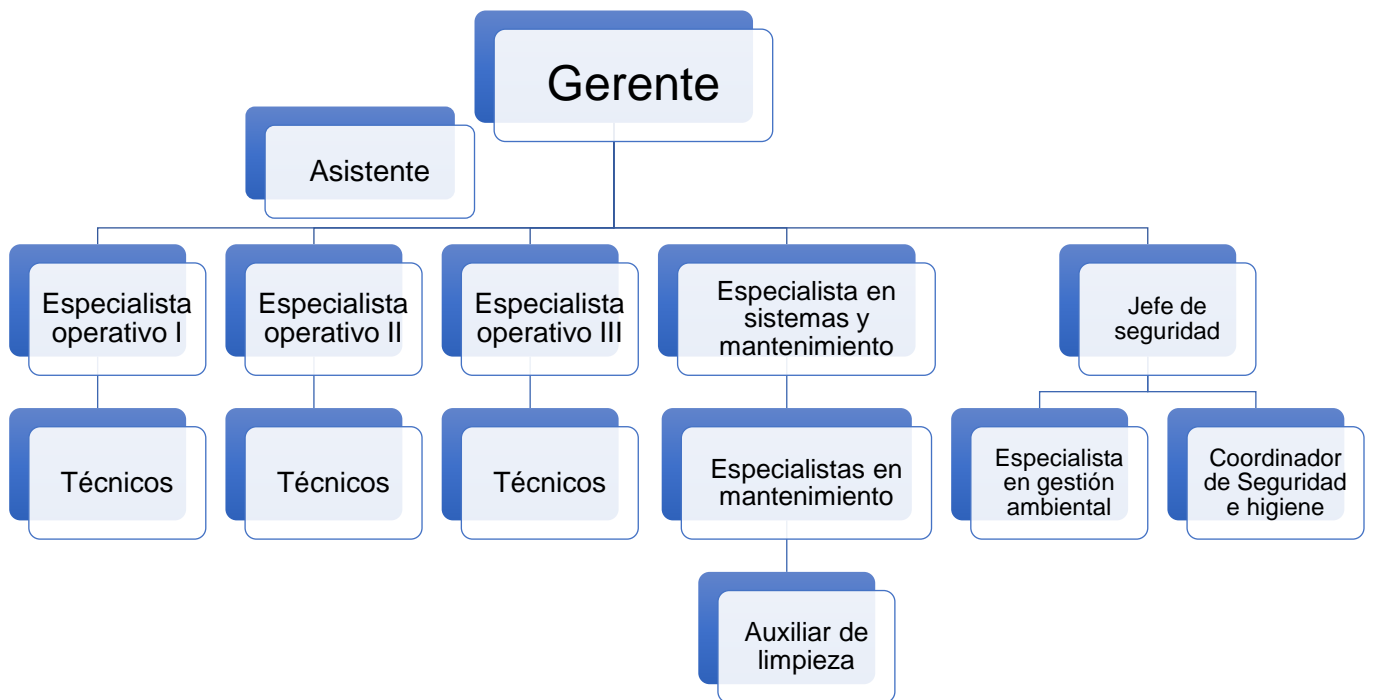 Gerente
Asistente
Especialista
operativo I
Especialista
operativo II
Especialista
operativo III
Especialista en
sistemas y
mantenimiento
Jefe de
seguridad
Técnicos
Técnicos
Técnicos
Especialistas en
mantenimiento
Especialista
en gestión
ambiental
Coordinador
de Seguridad
e higiene
Auxiliar de
limpieza